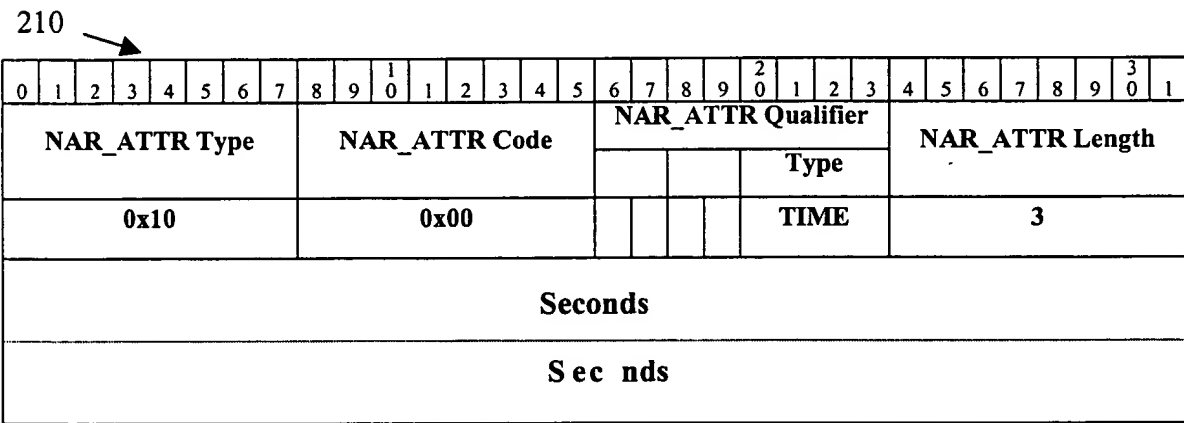 210
1 2 3
0 1 2 3 4 5 6 7 8 9 0 1 2 3 4 5 6 7 8 9 0 1 2 3 4 5 6 7 8 9 0 1
NAR_ATTR Type NAR_ATTR Code NAR_ATTR Qualifier NAR_ATTR Length
Type
0x10 0x00 TIME 3
Seconds
Sec nds